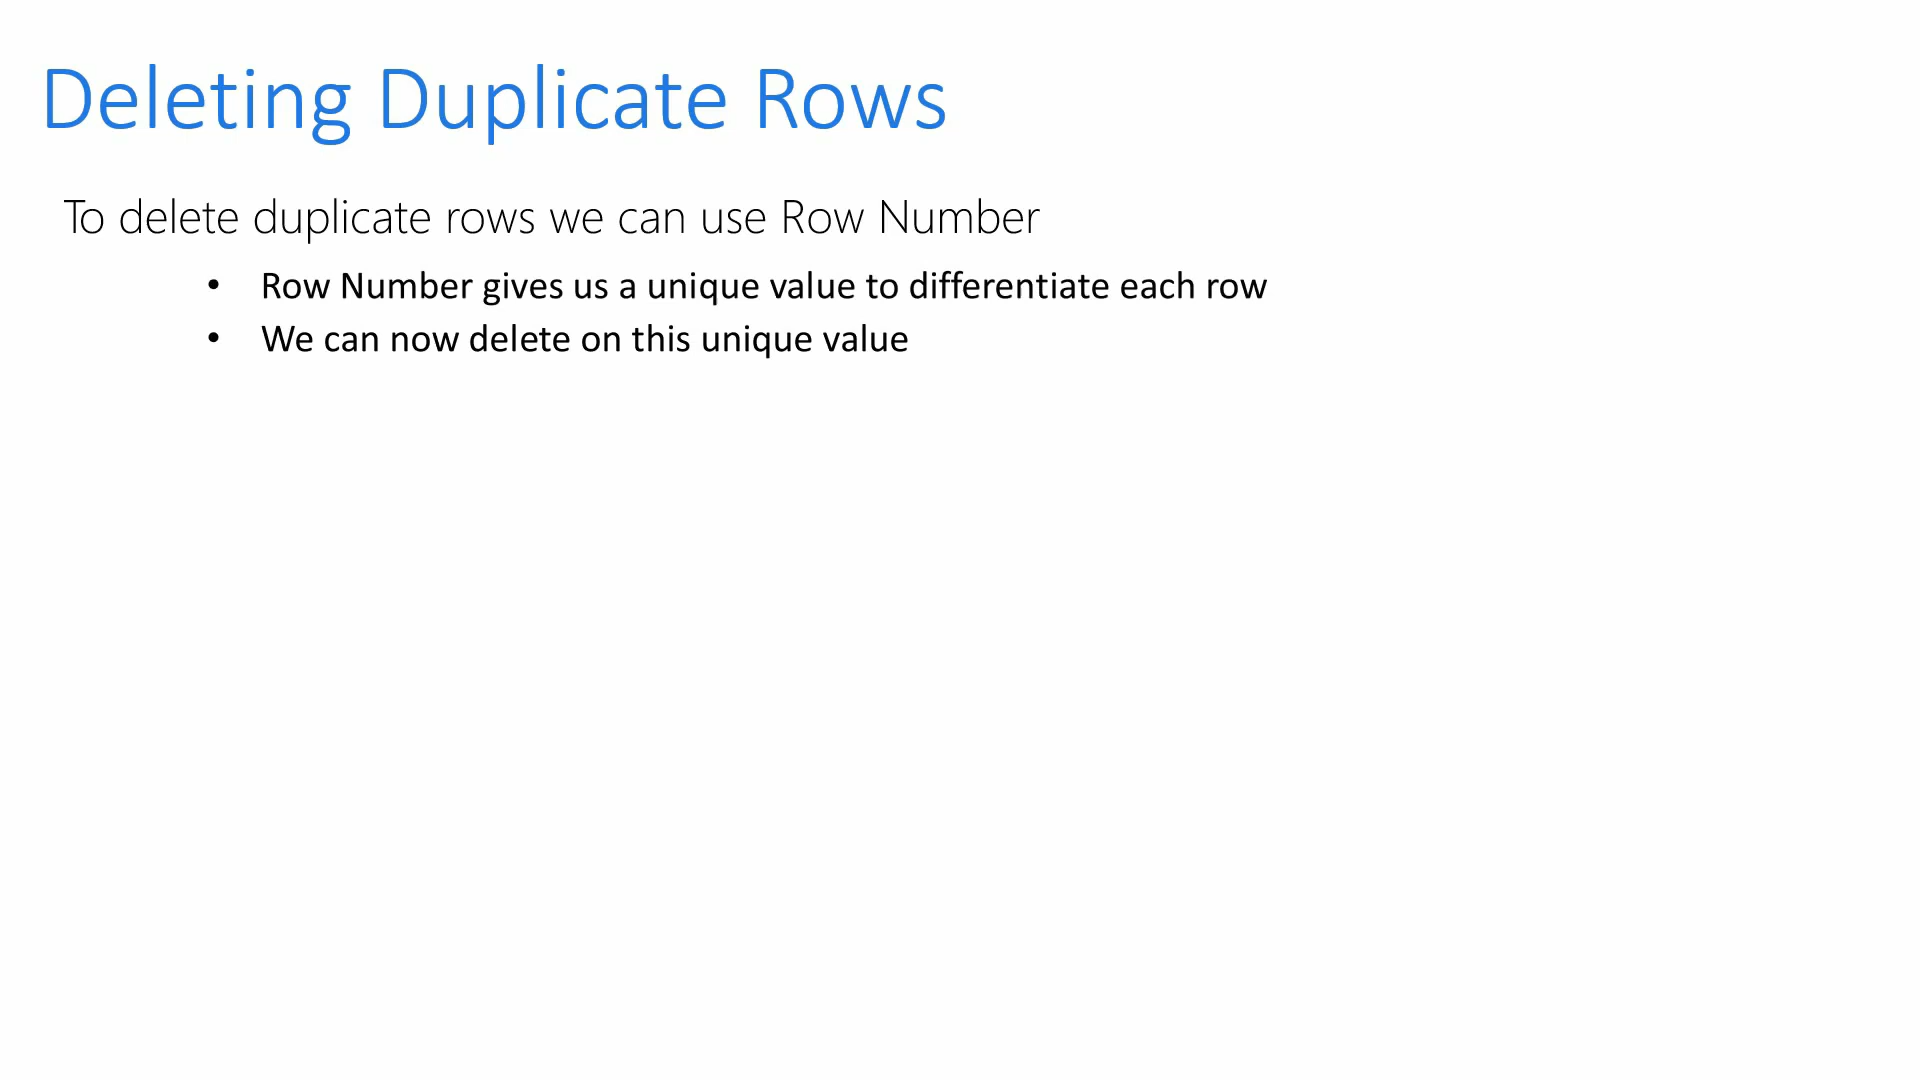 Deleting Duplicate Rows
To delete duplicate rows we can use Row Number
• Row Number gives us a unique value to differentiate each row
• We can now delete on this unique value